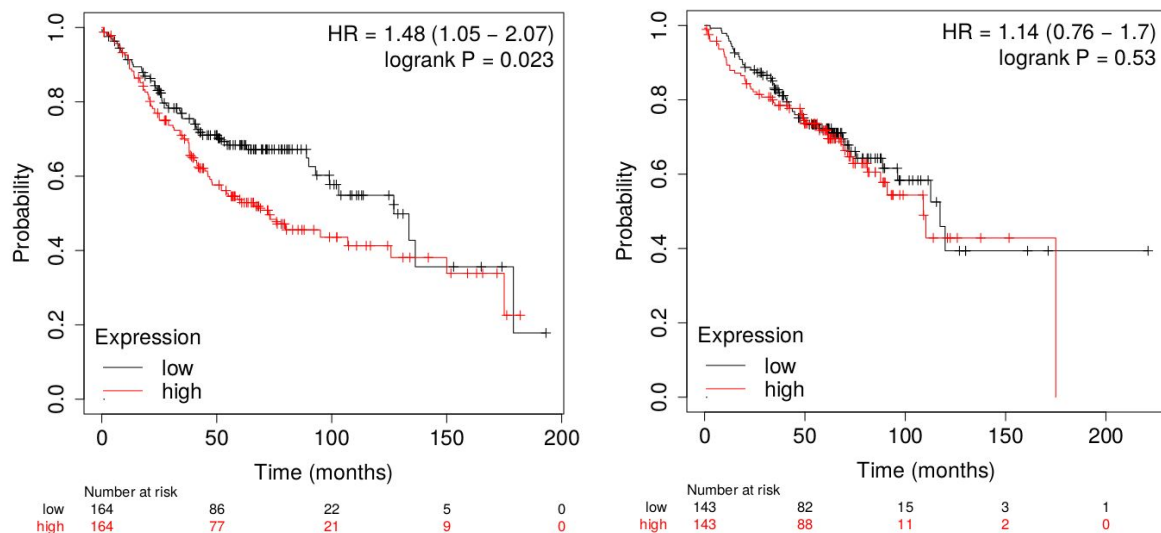 HR = 1.48 (1.05 − 2.07)
logrank P = 0.023
1.0
0.8
0.6
0.4
0.2
0.0
Probability
Expression
low
high
0 50 100 150 200
Time (months)
Number at risk
low 164 86 22 5 0
high 164 77 21 9 0
HR = 1.14 (0.76 − 1.7)
logrank P = 0.53
1.0
0.8
0.6
0.4
0.2
0.0
Probability
Expression
low
high
0 50 100 150 200
Time (months)
Number at risk
low 143 82 15 3 1
high 143 88 11 2 0